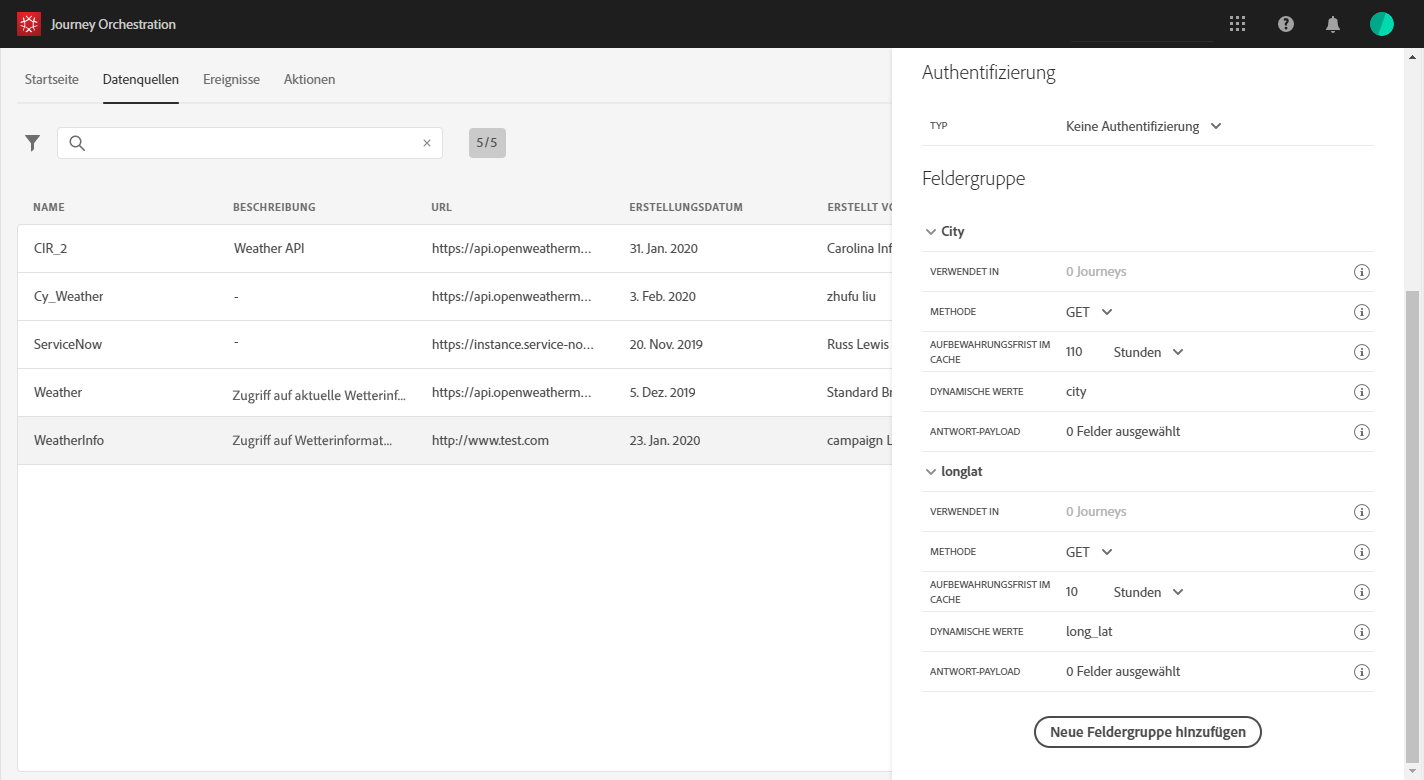 Journey Orchestration
Startseite Datenquellen Ereignisse Aktionen
5/5
NAME BESCHREIBUNG URL ERSTELLUNGSDATUM ERSTELLT VO
CIR_2 Weather API https://api.openweatherm... 31. Jan. 2020 Carolina Inf
Cy_Weather - https://api.openweatherm... 3. Feb. 2020 zhufu liu
ServiceNow - https://instance.service-no... 20. Nov. 2019 Russ Lewis
Weather Zugriff auf aktuelle Wetterinf... https://api.openweatherm... 5. Dez. 2019 Standard Br
WeatherInfo Zugriff auf Wetterinformat... http://www.test.com 23. Jan. 2020 campaign L
Authentifizierung
TYP Keine Authentifizierung
Feldergruppe
City
VERWENDET IN 0 Journeys
METHODE GET
AUFBEWAHRUNGSFRIST IM
CACHE 110 Stunden
DYNAMISCHE WERTE city
ANTWORT-PAYLOAD 0 Felder ausgewählt
longlat
VERWENDET IN 0 Journeys
METHODE GET
AUFBEWAHRUNGSFRIST IM
CACHE 10 Stunden
DYNAMISCHE WERTE long_lat
ANTWORT-PAYLOAD 0 Felder ausgewählt
Neue Feldergruppe hinzufügen